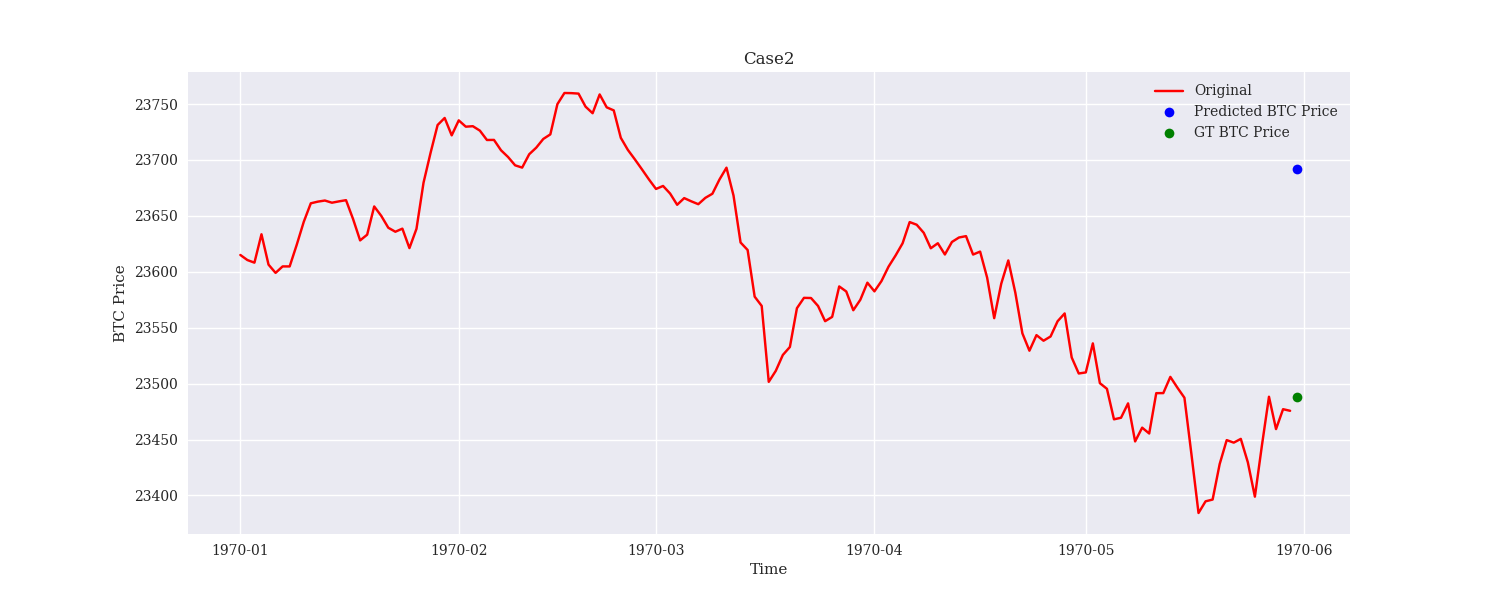 Case2
Original
Predicted BTC Price
GT BTC Price
BTC Price
23750
23700
23650
23600
23550
23500
23450
23400
1970-01 1970-02 1970-03 1970-04 1970-05 1970-06
Time